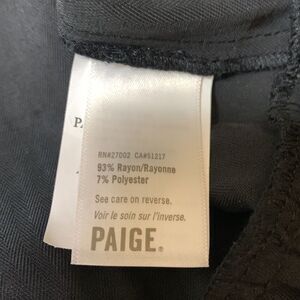 PA
RN#27002 CA#51217
93% Rayon/Rayonne
7% Polyester
See care on reverse.
Voir le soin sur l'inverse.
PAIGE®